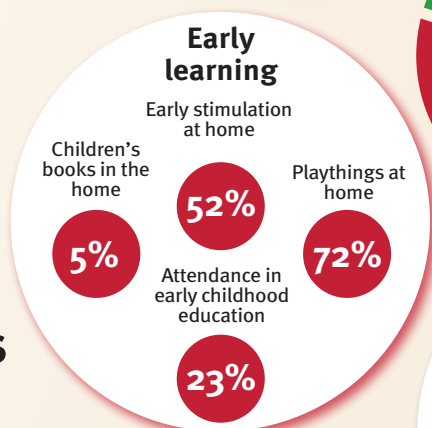 Early
learning
Early stimulation
at home
52%
Children’s
books in the
home
5%
Playthings at
home
72%
Attendance in
early childhood
education
23%
s